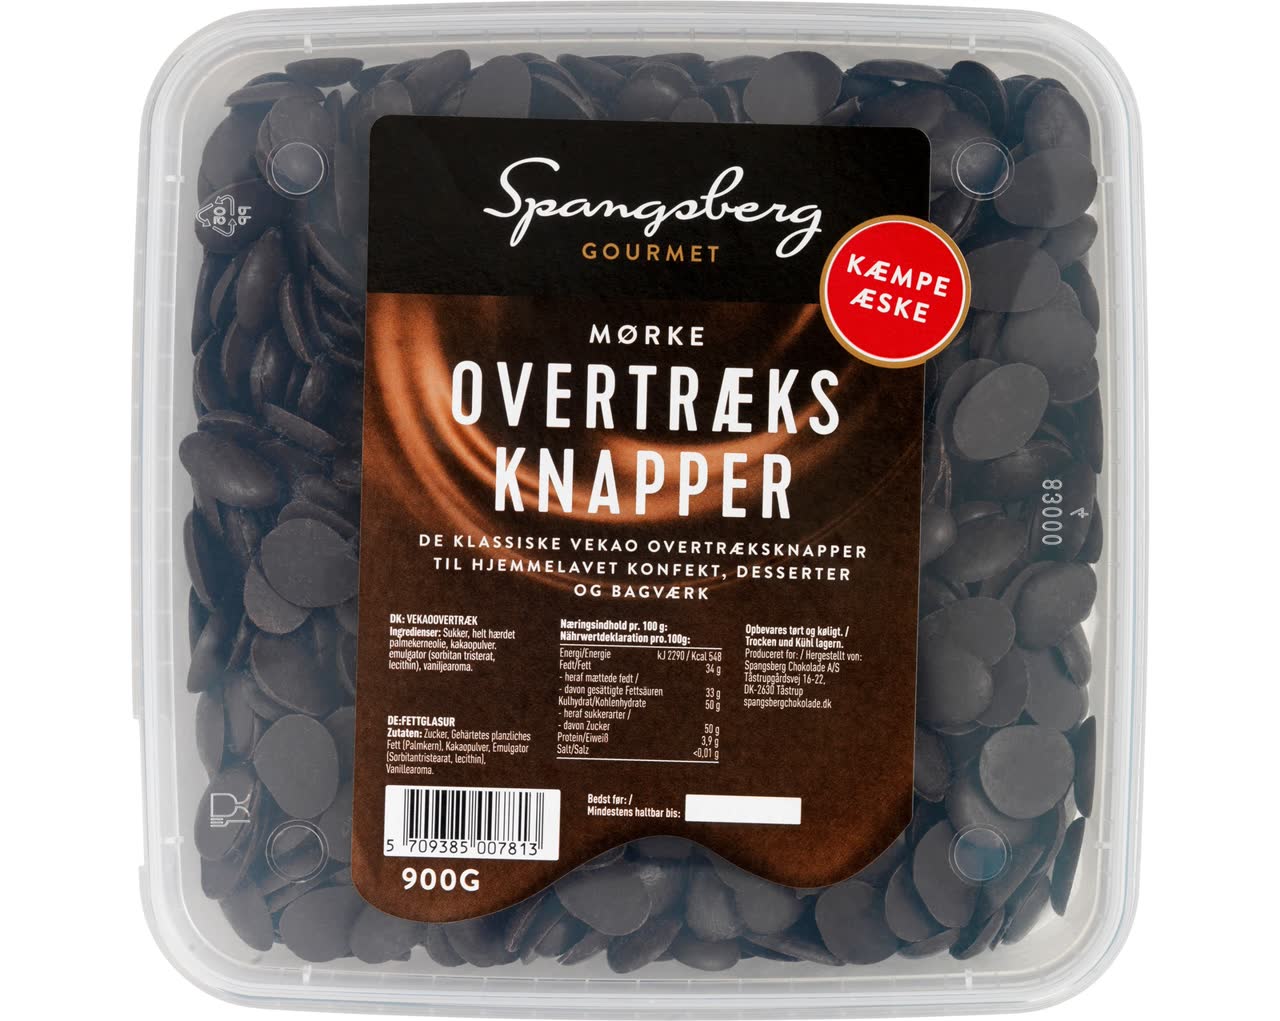 Spangsberg
GOURMET
KÆMPE
ÆSKE
MØRKE
OVERTRÆKS
KNAPPER
DE KLASSISKE VEKAO OVERTRÆKSKNAPPER
TIL HJEMMELAVET KONFEKT, DESSERTER
OG BAGVÆRK
DK: VEKAOOVERTRÆK
Ingredienser: Sukker, helt hærdet
palmekerneolie, kakaopulver.
emulgator (sorbitan tristerat,
lecithin), vaniljearoma.
DE:FETTGLASUR
Zutaten: Zucker, Gehärtetes planzliches
Fett (Palmkern), Kakaopulver, Emulgator
(Sorbitantristearat, lecithin),
Vanillearoma.
Næringsindhold pr. 100 g:
Nährwertdeklaration pro.100g:
Energi/Energie kJ 2290 / Kcal 548
Fedt/Fett 34 g
- heraf mættede fedt /
- davon gesättigte Fettsäuren 33 g
Kulhydrat/Kohlenhydrate 50 g
- heraf sukkerarter /
- davon Zucker 50 g
Protein/Eiweiß 3,9 g
Salt/Salz <0,01 g
Opbevares tørt og køligt. /
Trocken und Kühl lagern.
Produceret for: / Hergestellt von:
Spangsberg Chokolade A/S
Tåstrupgårdsvej 16-22,
DK-2630 Tåstrup
spangsbergchokolade.dk
Bedst før: /
Mindestens haltbar bis:
5 709385 007813
900G
05
PP
83000
4